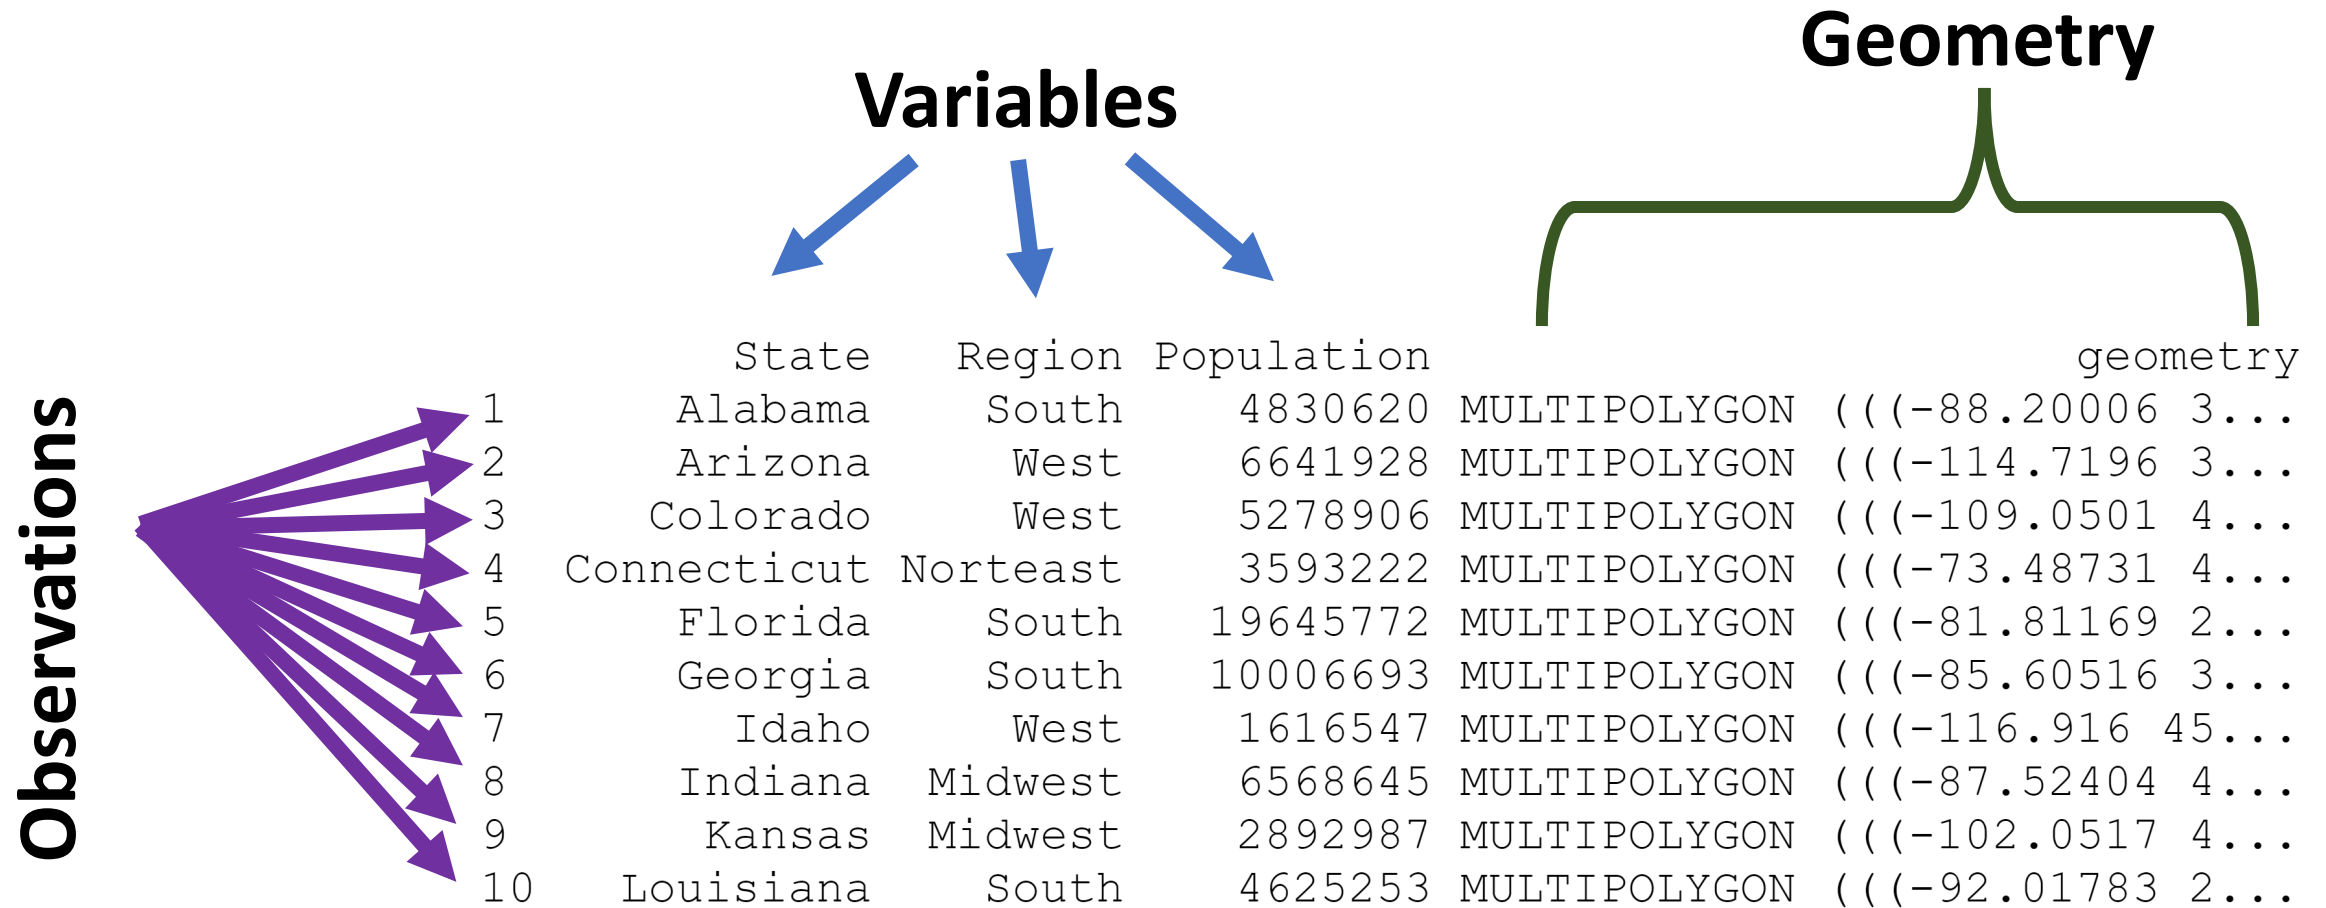 Geometry
Variables
Observations
State Region Population geometry
1 Alabama South 4830620 MULTIPOLYGON (((-88.20006 3...
2 Arizona West 6641928 MULTIPOLYGON (((-114.7196 3...
3 Colorado West 5278906 MULTIPOLYGON (((-109.0501 4...
4 Connecticut Norteast 3593222 MULTIPOLYGON (((-73.48731 4...
5 Florida South 19645772 MULTIPOLYGON (((-81.81169 2...
6 Georgia South 10006693 MULTIPOLYGON (((-85.60516 3...
7 Idaho West 1616547 MULTIPOLYGON (((-116.916 45...
8 Indiana Midwest 6568645 MULTIPOLYGON (((-87.52404 4...
9 Kansas Midwest 2892987 MULTIPOLYGON (((-102.0517 4...
10 Louisiana South 4625253 MULTIPOLYGON (((-92.01783 2...